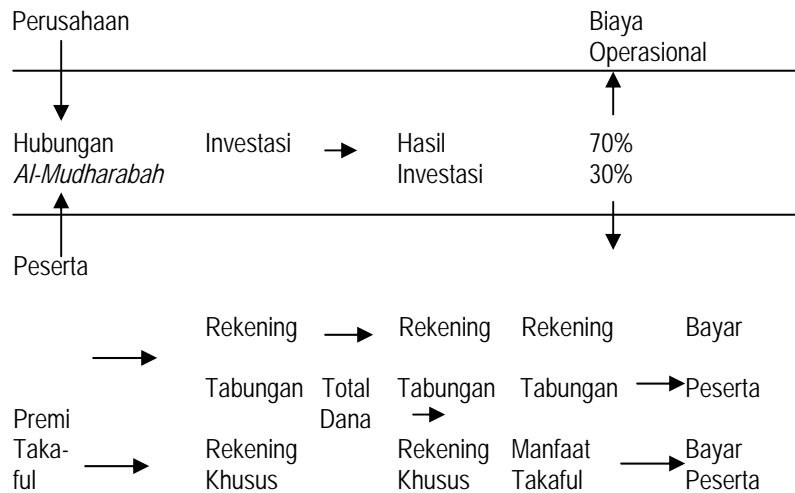 Perusahaan Biaya
Operasional
Hubungan Investasi Hasil 70%
Al-Mudharabah Investasi 30%
Peserta
Rekening Rekening Rekening Bayar
Tabungan Total Tabungan Tabungan Peserta
Premi Dana
Taka- Rekening Rekening Manfaat Bayar
ful Khusus Khusus Takaful Peserta